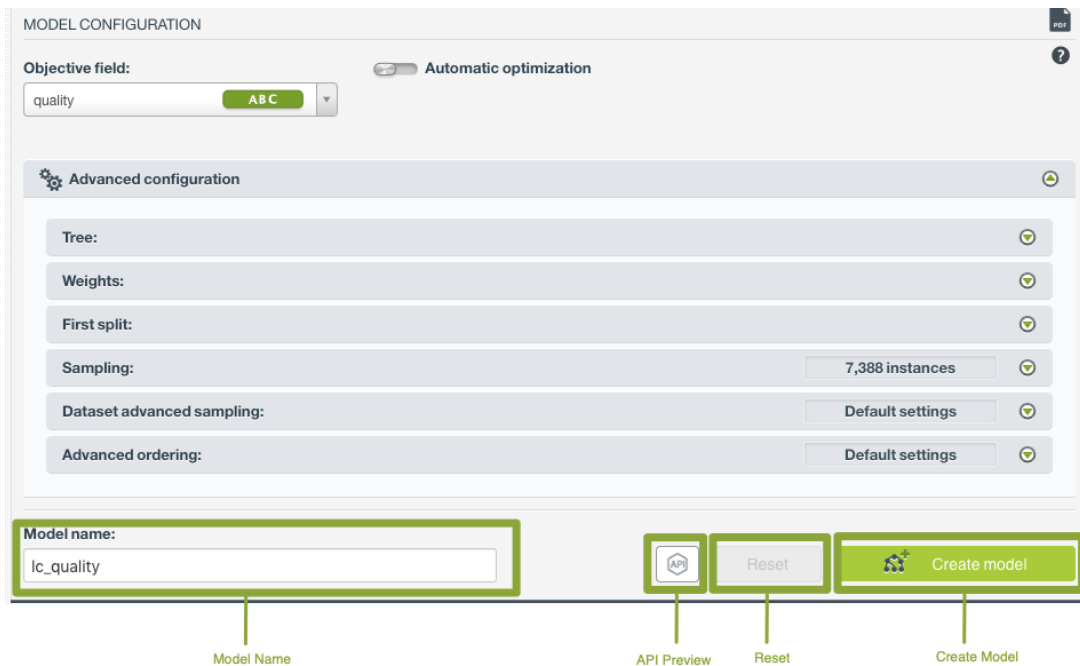 MODEL CONFIGURATION
PDF
?
Objective field:
Automatic optimization
quality ABC
Advanced configuration
Tree:
Weights:
First split:
Sampling: 7,388 instances
Dataset advanced sampling: Default settings
Advanced ordering: Default settings
Model name:
lc_quality
API Reset Create model
Model Name API Preview Reset Create Model